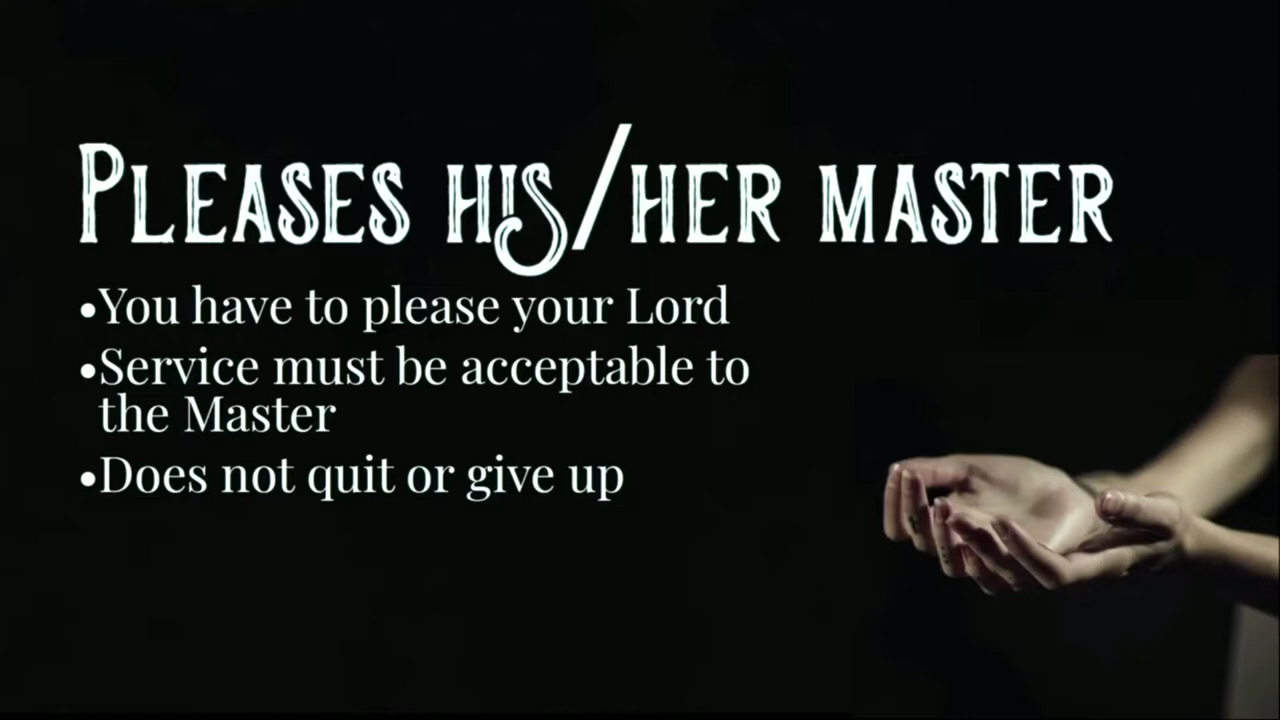 Pleases his/her master
•You have to please your Lord
•Service must be acceptable to
the Master
•Does not quit or give up